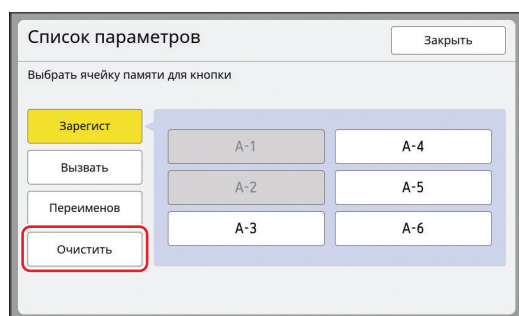 Список параметров
Закрыть
Выбрать ячейку памяти для кнопки
Зарегист
Вызвать
Переименов
Очистить
A-1
A-4
A-2
A-5
A-3
A-6